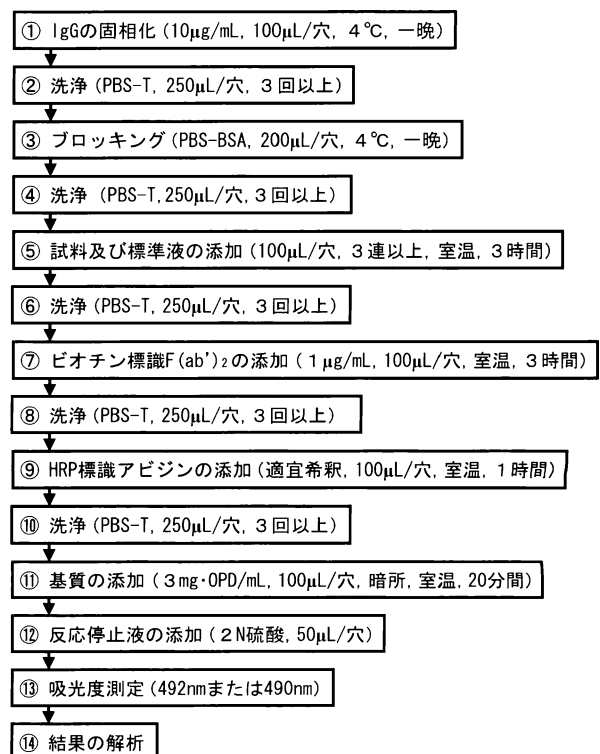 ① IgGの固相化（10μg/mL, 100μL/穴, 4℃, 一晩）
② 洗浄（PBS-T, 250μL/穴, 3回以上）
③ ブロッキング（PBS-BSA, 200μL/穴, 4℃, 一晩）
④ 洗浄（PBS-T, 250μL/穴, 3回以上）
⑤ 試料及び標準液の添加（100μL/穴, 3連以上, 室温, 3時間）
⑥ 洗浄（PBS-T, 250μL/穴, 3回以上）
⑦ ビオチン標識F(ab')₂の添加（1μg/mL, 100μL/穴, 室温, 3時間）
⑧ 洗浄（PBS-T, 250μL/穴, 3回以上）
⑨ HRP標識アビジンの添加（適宜希釈, 100μL/穴, 室温, 1時間）
⑩ 洗浄（PBS-T, 250μL/穴, 3回以上）
⑪ 基質の添加（3mg・OPD/mL, 100μL/穴, 暗所, 室温, 20分間）
⑫ 反応停止液の添加（2N硫酸, 50μL/穴）
⑬ 吸光度測定（492nmまたは490nm）
⑭ 結果の解析